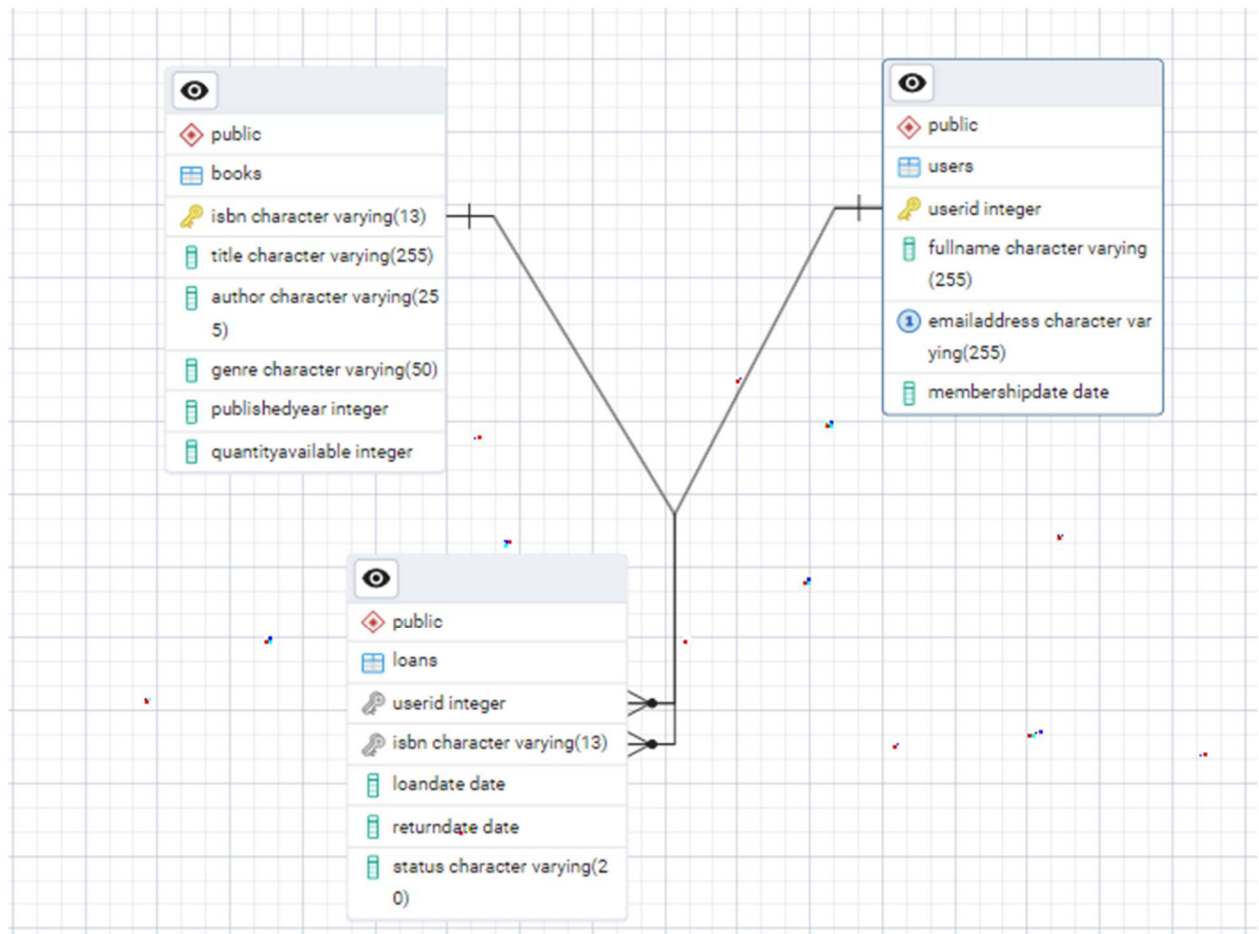 public
books
isbn character varying(13)
title character varying(255)
author character varying(25
5)
genre character varying(50)
publishedyear integer
quantityavailable integer
public
users
userid integer
fullname character varying
(255)
1
emailaddress character var
ying(255)
membershipdate date
public
loans
userid integer
isbn character varying(13)
loandate date
returndate date
status character varying(2
0)